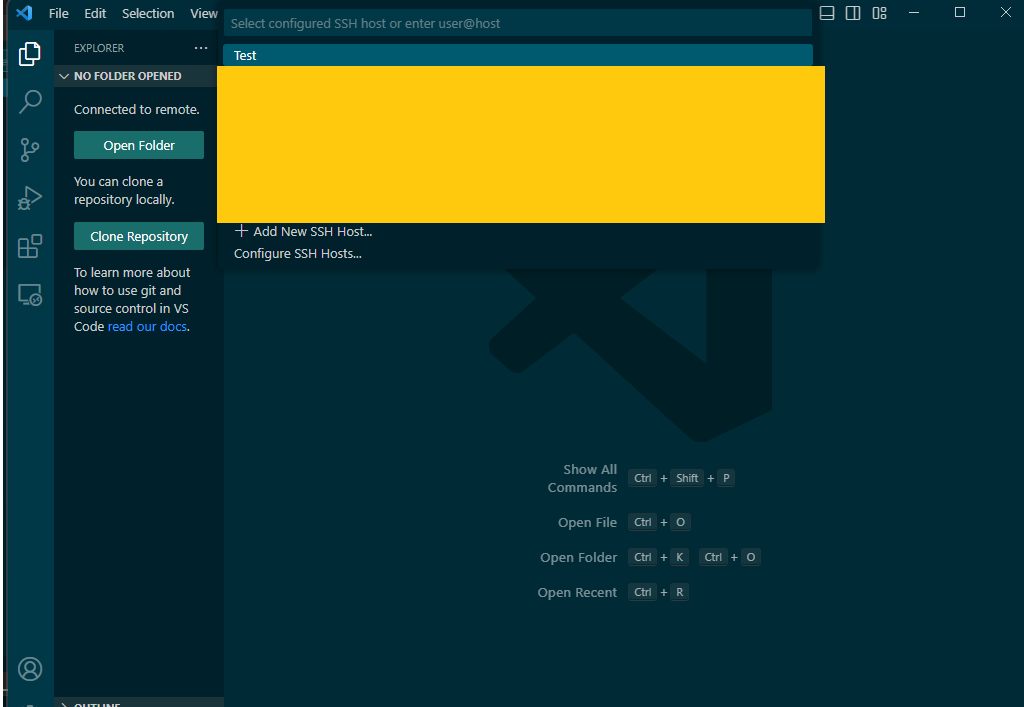 File Edit Selection View
Select configured SSH host or enter user@host
EXPLORER
Test
NO FOLDER OPENED
Connected to remote.
Open Folder
You can clone a
repository locally.
Clone Repository
Add New SSH Host...
Configure SSH Hosts...
To learn more about
how to use git and
source control in VS
Code read our docs.
Show All
Commands
Ctrl + Shift + P
Open File Ctrl + O
Open Folder Ctrl + K Ctrl + O
Open Recent Ctrl + R
OUTLINE